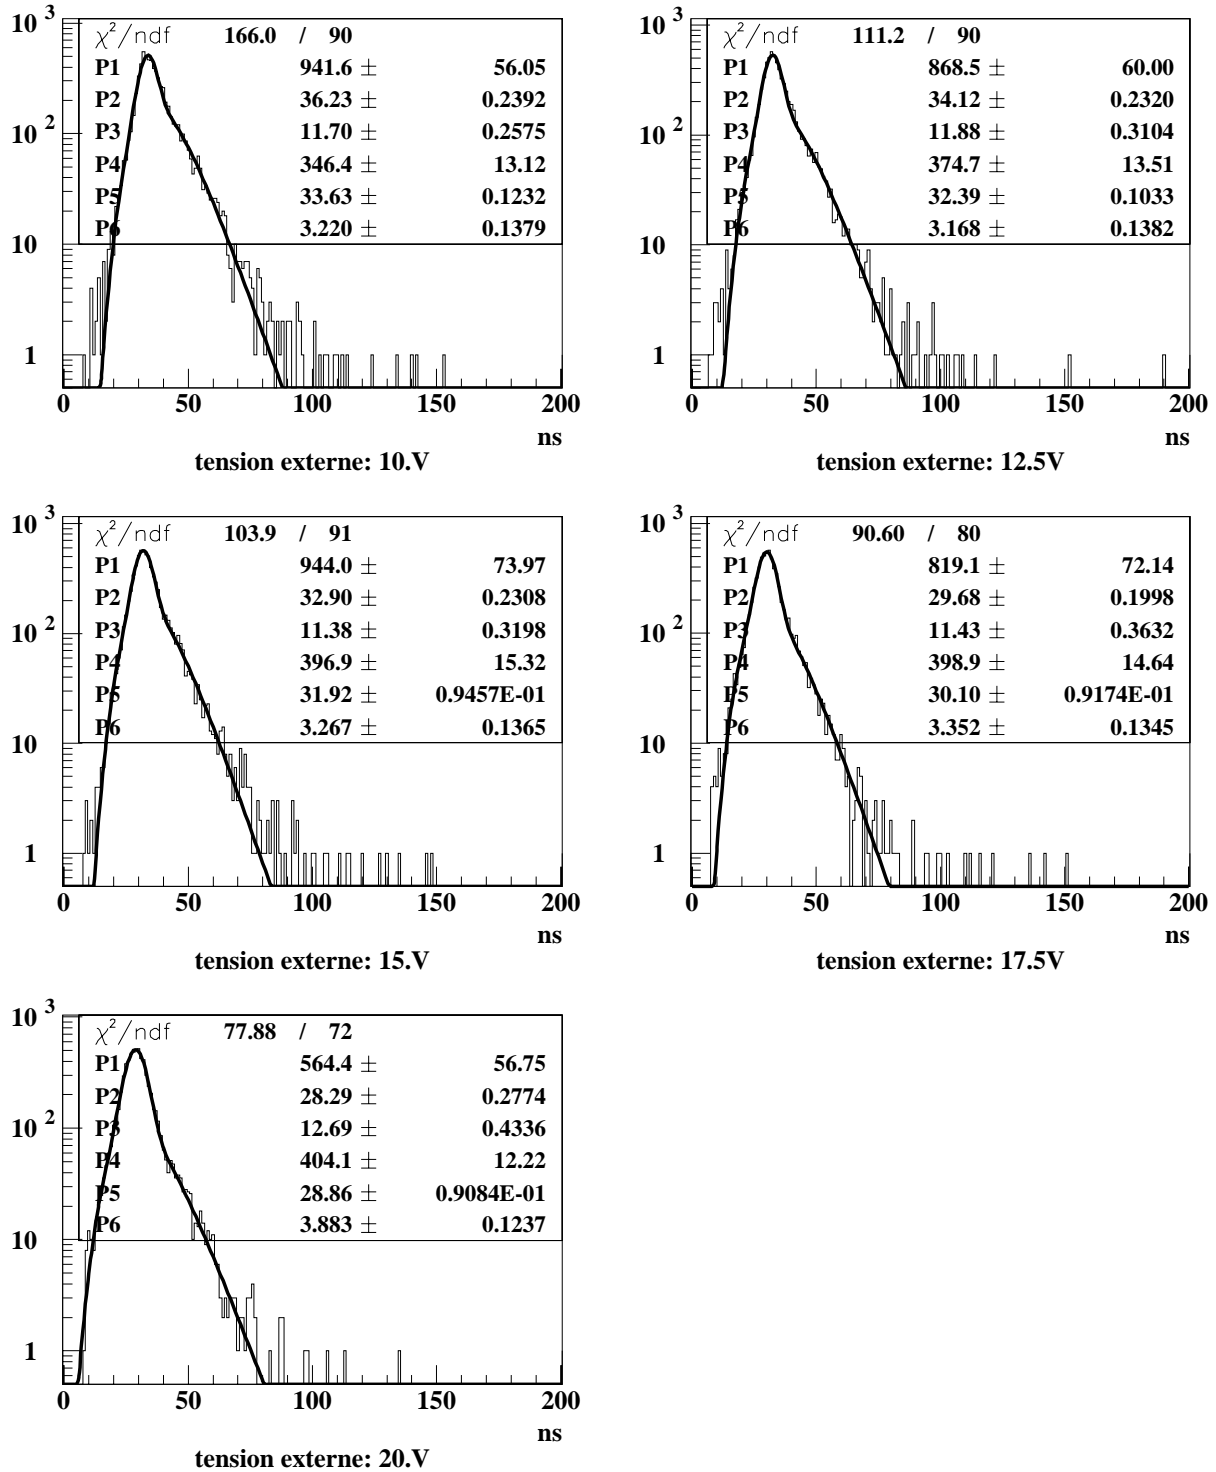 χ²/ndf 166.0 / 90
P1 941.6 ± 56.05
P2 36.23 ± 0.2392
P3 11.70 ± 0.2575
P4 346.4 ± 13.12
P5 33.63 ± 0.1232
P6 3.220 ± 0.1379
10 3
10 2
10
1
0 50 100 150 200
ns
tension externe: 10.V
χ²/ndf 111.2 / 90
P1 868.5 ± 60.00
P2 34.12 ± 0.2320
P3 11.88 ± 0.3104
P4 374.7 ± 13.51
P5 32.39 ± 0.1033
P6 3.168 ± 0.1382
10 3
10 2
10
1
0 50 100 150 200
ns
tension externe: 12.5V
χ²/ndf 103.9 / 91
P1 944.0 ± 73.97
P2 32.90 ± 0.2308
P3 11.38 ± 0.3198
P4 396.9 ± 15.32
P5 31.92 ± 0.9457E-01
P6 3.267 ± 0.1365
10 3
10 2
10
1
0 50 100 150 200
ns
tension externe: 15.V
χ²/ndf 90.60 / 80
P1 819.1 ± 72.14
P2 29.68 ± 0.1998
P3 11.43 ± 0.3632
P4 398.9 ± 14.64
P5 30.10 ± 0.9174E-01
P6 3.352 ± 0.1345
10 3
10 2
10
1
0 50 100 150 200
ns
tension externe: 17.5V
χ²/ndf 77.88 / 72
P1 564.4 ± 56.75
P2 28.29 ± 0.2774
P3 12.69 ± 0.4336
P4 404.1 ± 12.22
P5 28.86 ± 0.9084E-01
P6 3.883 ± 0.1237
10 3
10 2
10
1
0 50 100 150 200
ns
tension externe: 20.V